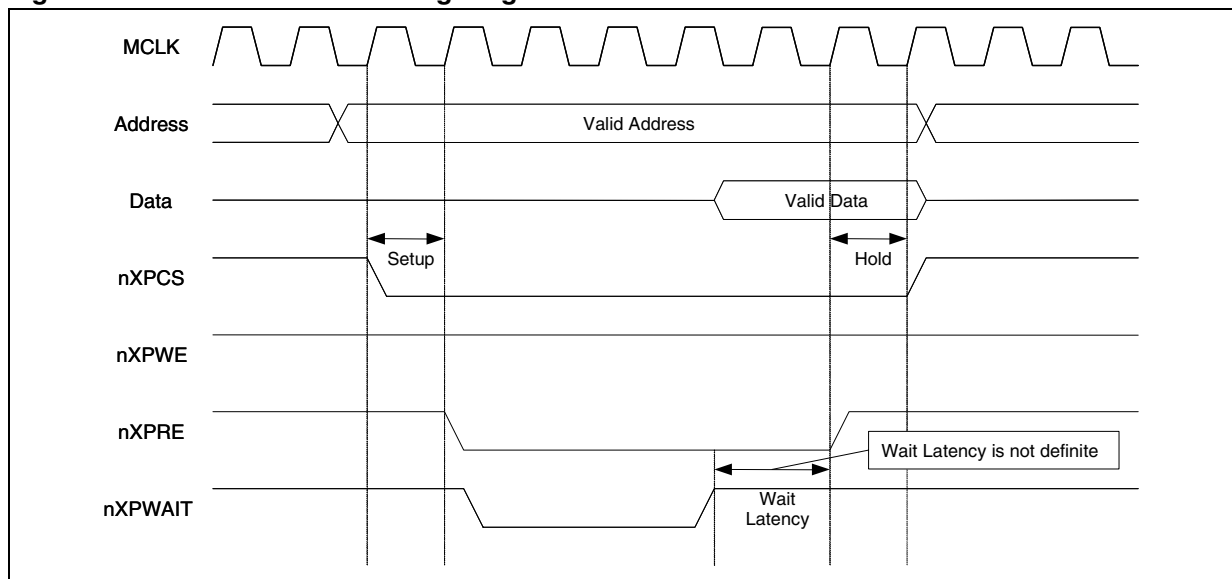 MCLK
Address
Valid Address
Data
Valid Data
Setup
Hold
nXPCS
nXPWE
nXPRE
Wait Latency is not definite
nXPWAIT
Wait
Latency